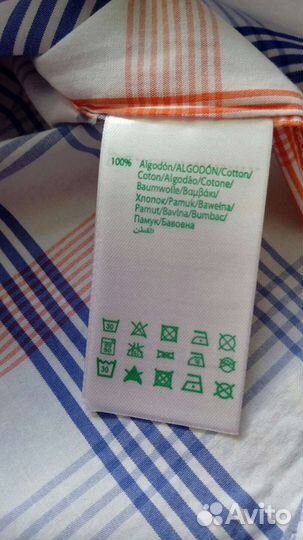 100% Algodón/ALGODÓN/Cotton/
Coton/Algodão/Cotone/
Baumwolle/Βαμβάκι/
Хлопок/Pamuk/Bawełna/
Pamut/Bavlna/Bumbac/
Памук/Бавовна
القطن
30
30
Avito